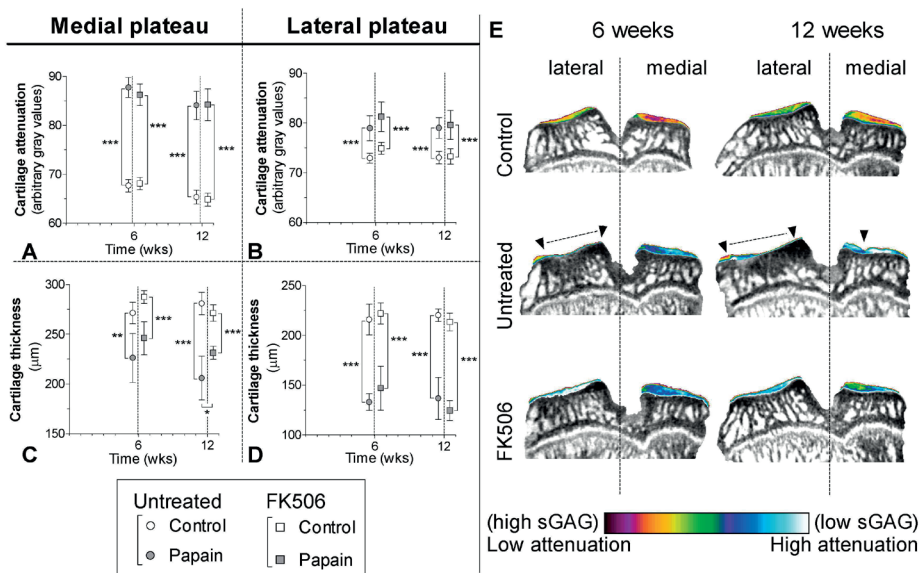 Medial plateau
Lateral plateau
Cartilage attenuation
(arbitrary gray values)
90
80
70
60
***
***
***
***
6
12
Time (wks)
A
Cartilage attenuation
(arbitrary gray values)
90
80
70
60
***
***
***
***
6
12
Time (wks)
B
Cartilage thickness
(μm)
300
250
200
150
**
***
***
***
*
6
12
Time (wks)
C
Cartilage thickness
(μm)
250
200
150
100
***
***
***
***
6
12
Time (wks)
D
Untreated
FK506
Control
Control
Papain
Papain
E
6 weeks
12 weeks
lateral
medial
lateral
medial
Control
Untreated
FK506
(high sGAG)
(low sGAG)
Low attenuation
High attenuation